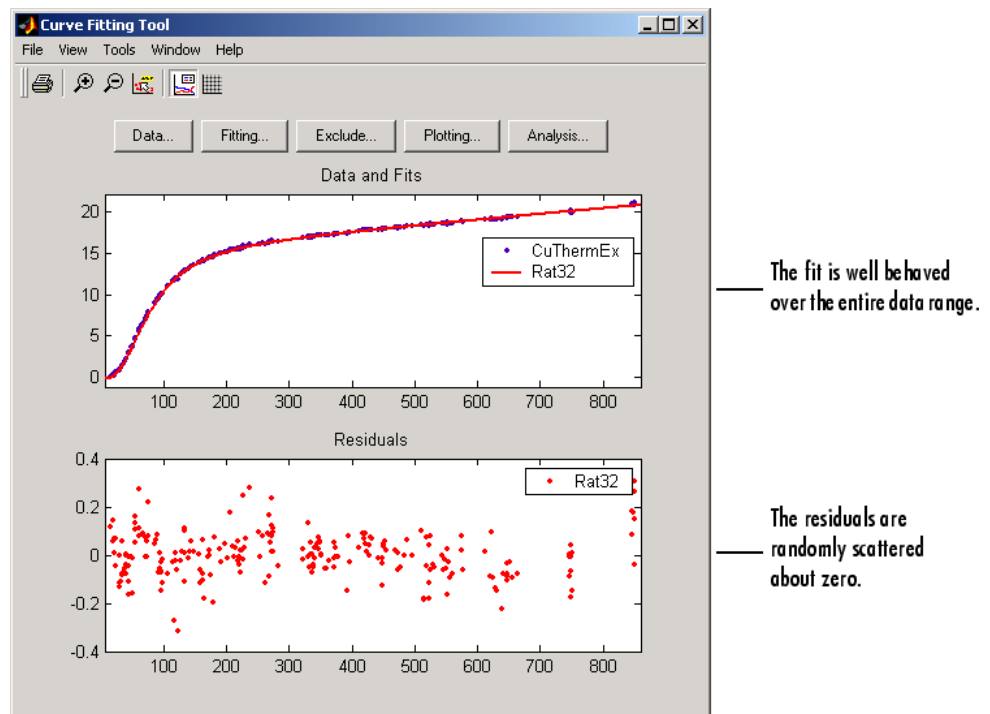 Curve Fitting Tool
File View Tools Window Help
Data... Fitting... Exclude... Plotting... Analysis...
Data and Fits
20
15
10
5
0
CuThermEx
Rat32
100 200 300 400 500 600 700 800
The fit is well behaved
over the entire data range.
Residuals
0.4
0.2
0
-0.2
-0.4
Rat32
100 200 300 400 500 600 700 800
The residuals are
randomly scattered
about zero.